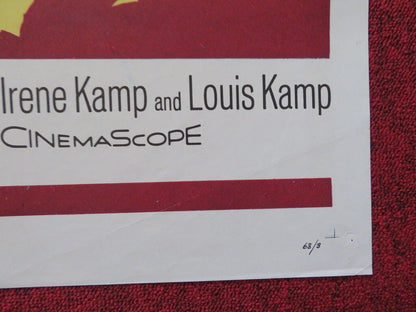 Irene Kamp and Louis Kamp
CINEMASCOPE
68/8